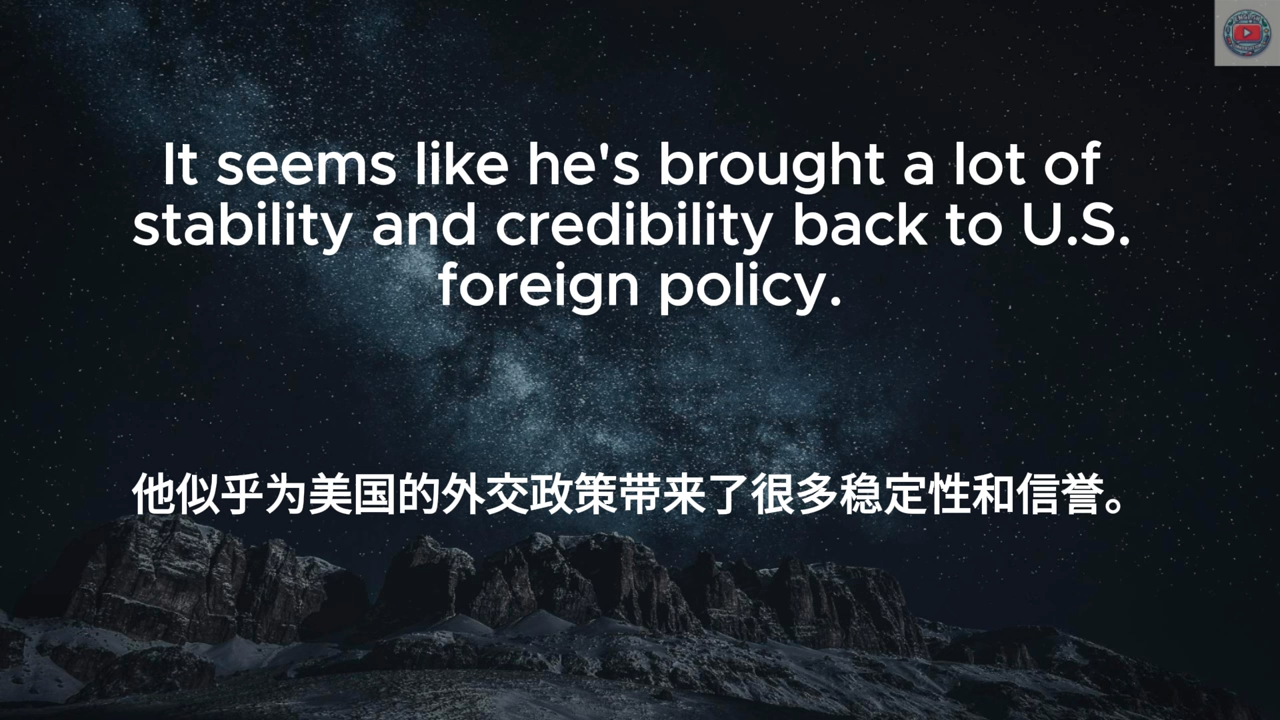 It seems like he's brought a lot of
stability and credibility back to U.S.
foreign policy.
他似乎为美国的外交政策带来了很多稳定性和信誉。